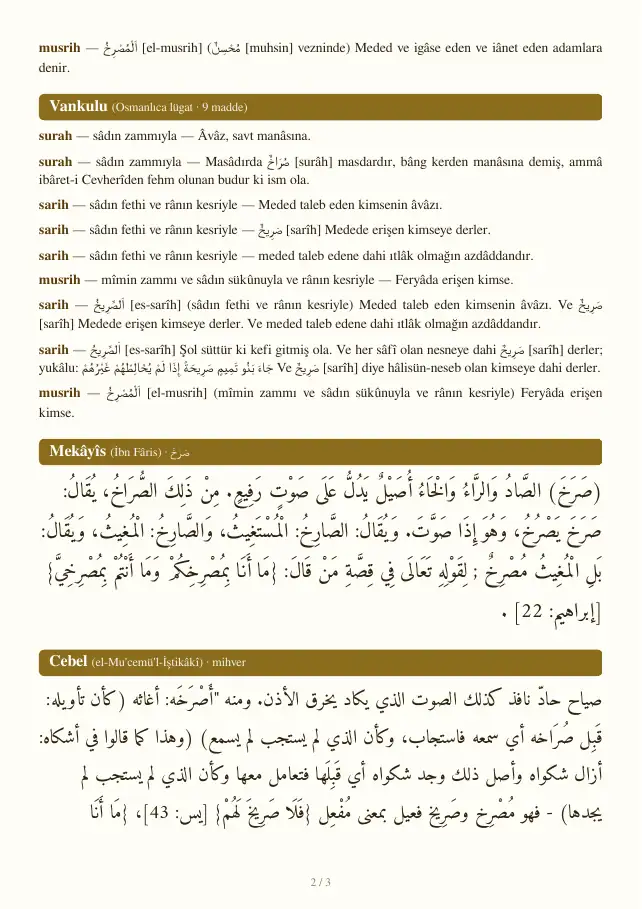 musrih — اَلْمُصْرِخُ [el-musrih] (مُحْسِنٌ [muhsin] vezninde) Meded ve igâse eden ve iânet eden adamlara
denir.
Vankulu (Osmanlıca lügat · 9 madde)
surah — sâdın zammıyla — Âvâz, savt manâsına.
surah — sâdın zammıyla — Masâdırda صُرَاخٌ [surâh] masdardır, bâng kerden manâsına demiş, ammâ
ibâret-i Cevherîden fehm olunan budur ki ism ola.
sarih — sâdın fethi ve rânın kesriyle — Meded taleb eden kimsenin âvâzı.
sarih — sâdın fethi ve rânın kesriyle — صَرِيخٌ [sarîh] Medede erişen kimseye derler.
sarih — sâdın fethi ve rânın kesriyle — meded taleb edene dahi ıtlâk olmağın azdâddandır.
musrih — mîmin zammı ve sâdın sükûnuyla ve rânın kesriyle — Feryâda erişen kimse.
sarih — اَلصَّرِيخُ [es-sarîh] (sâdın fethi ve rânın kesriyle) Meded taleb eden kimsenin âvâzı. Ve صَرِيخٌ
[sarîh] Medede erişen kimseye derler. Ve meded taleb edene dahi ıtlâk olmağın azdâddandır.
sarih — اَلصَّرِيحُ [es-sarîh] Şol süttür ki kefi gitmiş ola. Ve her sâfî olan nesneye dahi صَرِيحٌ [sarîh] derler;
yukâlu: جَاءَ بَنُو تَمِيمٍ صَرِيحَةً إِذَا لَمْ يُخَالِطْهُمْ غَيْرُهُمْ Ve صَرِيحٌ [sarîh] diye hâlisün-neseb olan kimseye dahi derler.
musrih — اَلْمُصْرِخُ [el-musrih] (mîmin zammı ve sâdın sükûnuyla ve rânın kesriyle) Feryâda erişen
kimse.
Mekâyîs (İbn Fâris) · صَرَخَ
(صَرَخَ) الصَّادُ وَالرَّاءُ وَالْخَاءُ أُصَيْلٌ يَدُلُّ عَلَى صَوْتٍ رَفِيعٍ. مِنْ ذَلِكَ الصُّرَاخُ، يُقَالُ:
صَرَخَ يَصْرُخُ، وَهُوَ إِذَا صَوَّتَ. وَيُقَالُ: الصَّارِخُ: الْمُسْتَغِيثُ، وَالصَّارِخُ: الْمُغِيثُ، وَيُقَالُ:
بَلِ الْمُغِيثُ مُصْرِخٌ ; لِقَوْلِهِ تَعَالَى فِي قِصَّةِ مَنْ قَالَ: {مَا أَنَا بِمُصْرِخِكُمْ وَمَا أَنْتُمْ بِمُصْرِخِيَّ}
[إبراهيم: 22] .
Cebel (el-Mu'cemü'l-İştikâkî) · mihver
صياح حادّ نافذ كذلك الصوت الذي يكاد يخرق الأذن. ومنه "أَصْرَخَه: أغاثه (كأن تأويله:
قَبِل صُرَاخه أي سمعه فاستجاب، وكأن الذي لم يستجب لم يسمع) (وهذا كما قالوا في أشكاه:
أزال شكواه وأصل ذلك وجد شكواه أي قَبِلَها فتعامل معها وكأن الذي لم يستجب لم
يجدها) - فهو مُصْرِخ وصَرِيخ فعيل بمعنى مُفْعِل {فَلَا صَرِيخَ لَهُمْ} [يس: 43]، {مَا أَنَا
2 / 3